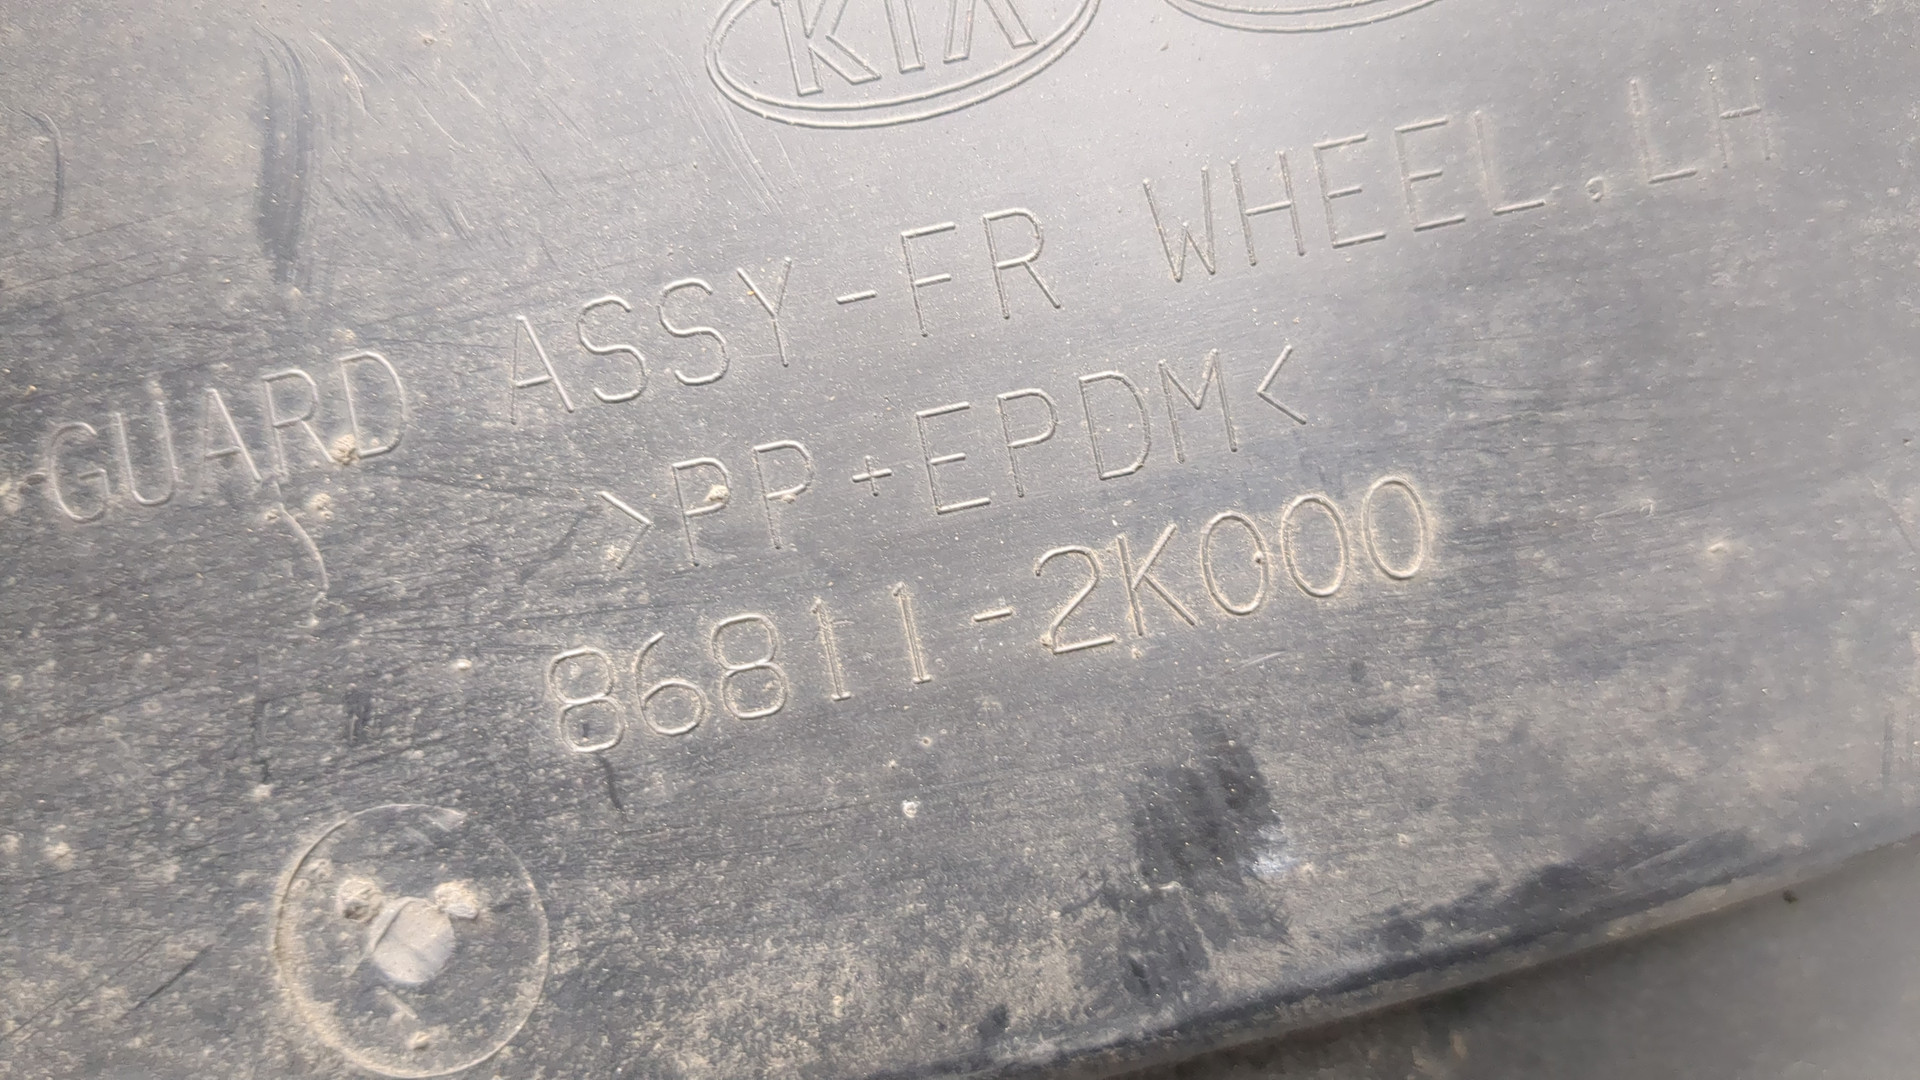 KIA
GUARD ASSY-FR WHEEL.LH
>PP+EPDM<
86811-2K000